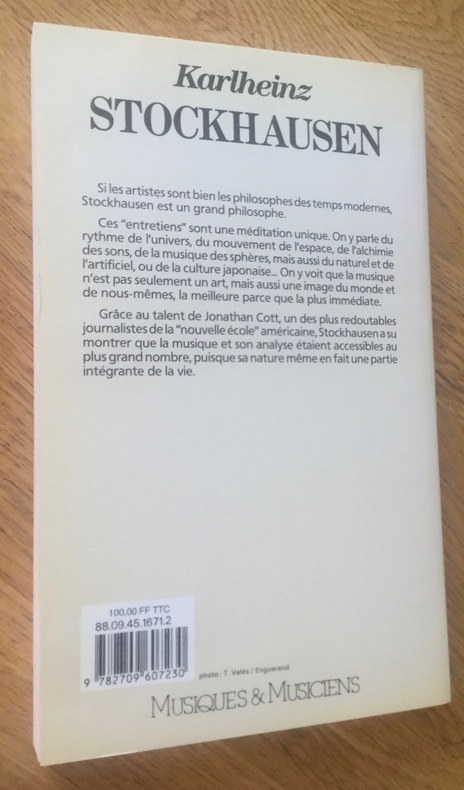 Karlheinz
STOCKHAUSEN
Si les artistes sont bien les philosophes des temps modernes,
Stockhausen est un grand philosophe.
Ces "entretiens" sont une méditation unique. On y parle du
rythme de l'univers, du mouvement de l'espace, de l'alchimie
des sons, de la musique des sphères, mais aussi du naturel et de
l'artificiel, ou de la culture japonaise... On y voit que la musique
n'est pas seulement un art, mais aussi une image du monde et
de nous-mêmes, la meilleure parce que la plus immédiate.
Grâce au talent de Jonathan Cott, un des plus redoutables
journalistes de la "nouvelle école" américaine, Stockhausen a su
montrer que la musique et son analyse étaient accessibles au
plus grand nombre, puisque sa nature même en fait une partie
intégrante de la vie.
100,00 FF TTC
88.09.45.1671.2
9 782709 607230
photo : T. Valès / Enguerand
MUSIQUES & MUSICIENS